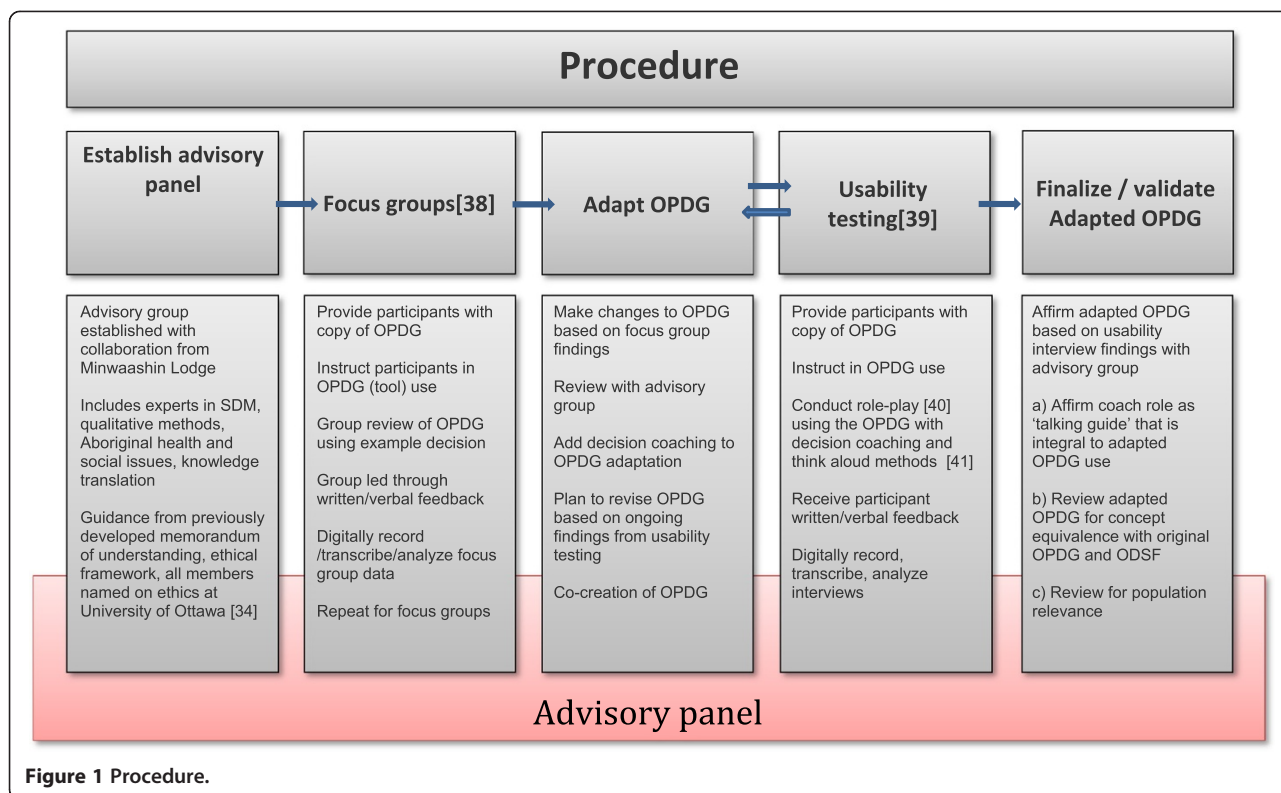 Procedure
Establish advisory
panel
Focus groups[38]
Adapt OPDG
Usability
testing[39]
Finalize / validate
Adapted OPDG
Advisory group
established with
collaboration from
Minwaashin Lodge
Includes experts in SDM,
qualitative methods,
Aboriginal health and
social issues, knowledge
translation
Guidance from previously
developed memorandum
of understanding, ethical
framework, all members
named on ethics at
University of Ottawa [34]
Provide participants with
copy of OPDG
Instruct participants in
OPDG (tool) use
Group review of OPDG
using example decision
Group led through
written/verbal feedback
Digitally record
/transcribe/analyze focus
group data
Repeat for focus groups
Make changes to OPDG
based on focus group
findings
Review with advisory
group
Add decision coaching to
OPDG adaptation
Plan to revise OPDG
based on ongoing
findings from usability
testing
Co-creation of OPDG
Provide participants with
copy of OPDG
Instruct in OPDG use
Conduct role-play [40]
using the OPDG with
decision coaching and
think aloud methods [41]
Receive participant
written/verbal feedback
Digitally record,
transcribe, analyze
interviews
Affirm adapted OPDG
based on usability
interview findings with
advisory group
a) Affirm coach role as
‘talking guide’ that is
integral to adapted
OPDG use
b) Review adapted
OPDG for concept
equivalence with original
OPDG and ODSF
c) Review for population
relevance
Advisory panel
Figure 1 Procedure.